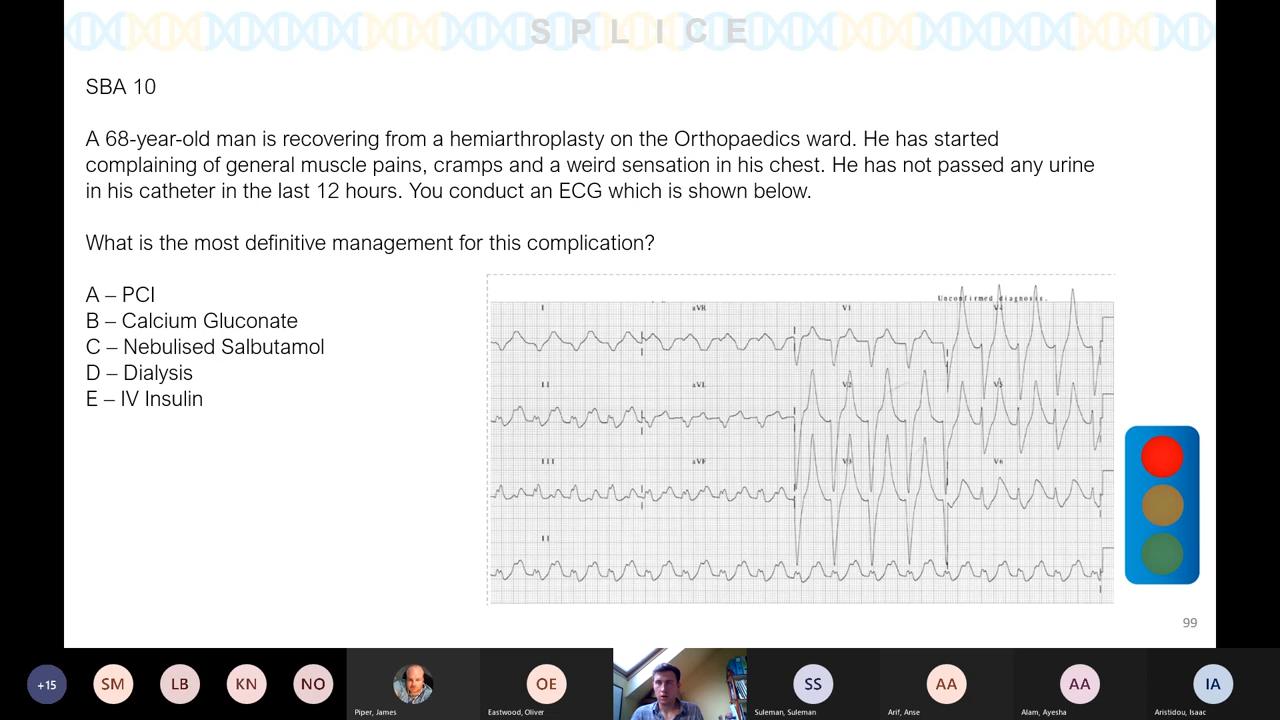 S P L I C E
SBA 10
A 68-year-old man is recovering from a hemiarthroplasty on the Orthopaedics ward. He has started
complaining of general muscle pains, cramps and a weird sensation in his chest. He has not passed any urine
in his catheter in the last 12 hours. You conduct an ECG which is shown below.
What is the most definitive management for this complication?
A – PCI
B – Calcium Gluconate
C – Nebulised Salbutamol
D – Dialysis
E – IV Insulin
Unconfirmed diagnosis.
I aVR V1 V4
II aVL V2 V5
III aVF V3 V6
II
99
+15 SM LB KN NO OE SS AA AA IA
Piper, James Eastwood, Oliver Suleman, Suleman Arif, Anse Alam, Ayesha Aristidou, Isaac